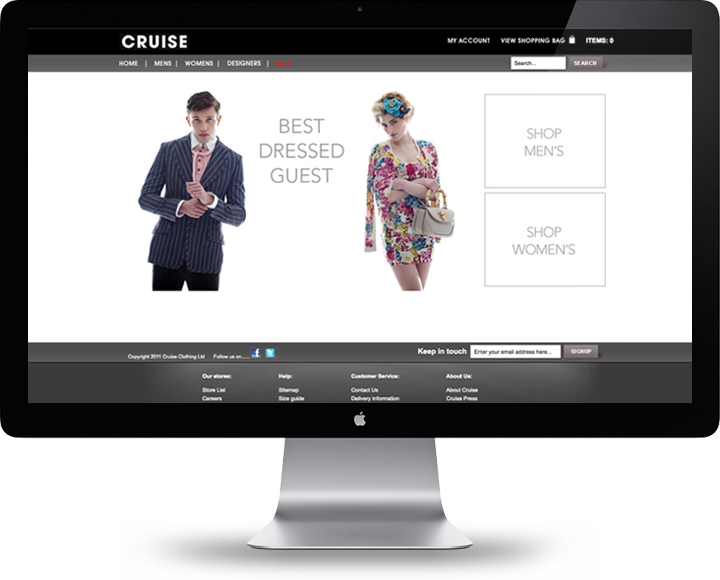 CRUISE
MY ACCOUNT VIEW SHOPPING BAG ITEMS: 0
HOME | MENS | WOMENS | DESIGNERS | SALE
Search... SEARCH
BEST
DRESSED
GUEST
SHOP
MEN'S
SHOP
WOMEN'S
Copyright 2011 Cruise Clothing Ltd Follow us on.....
Keep in touch Enter your email address here... SIGNUP
Our stores: Help: Customer Service: About Us:
Store List Sitemap Contact Us About Cruise
Careers Size guide Delivery information Cruise Press